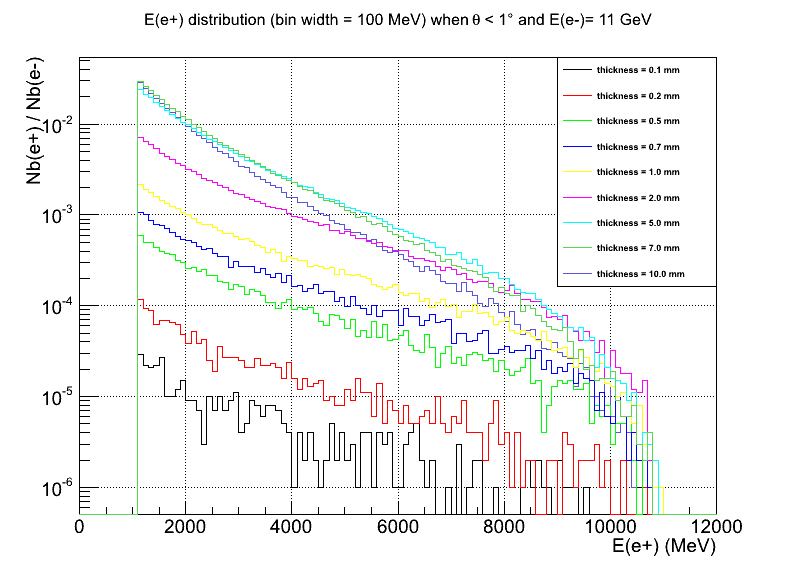 E(e+) distribution (bin width = 100 MeV) when θ < 1° and E(e-)= 11 GeV
Nb(e+) / Nb(e-)
thickness = 0.1 mm
thickness = 0.2 mm
thickness = 0.5 mm
thickness = 0.7 mm
thickness = 1.0 mm
thickness = 2.0 mm
thickness = 5.0 mm
thickness = 7.0 mm
thickness = 10.0 mm
10⁻²
10⁻³
10⁻⁴
10⁻⁵
10⁻⁶
0 2000 4000 6000 8000 10000 12000
E(e+) (MeV)